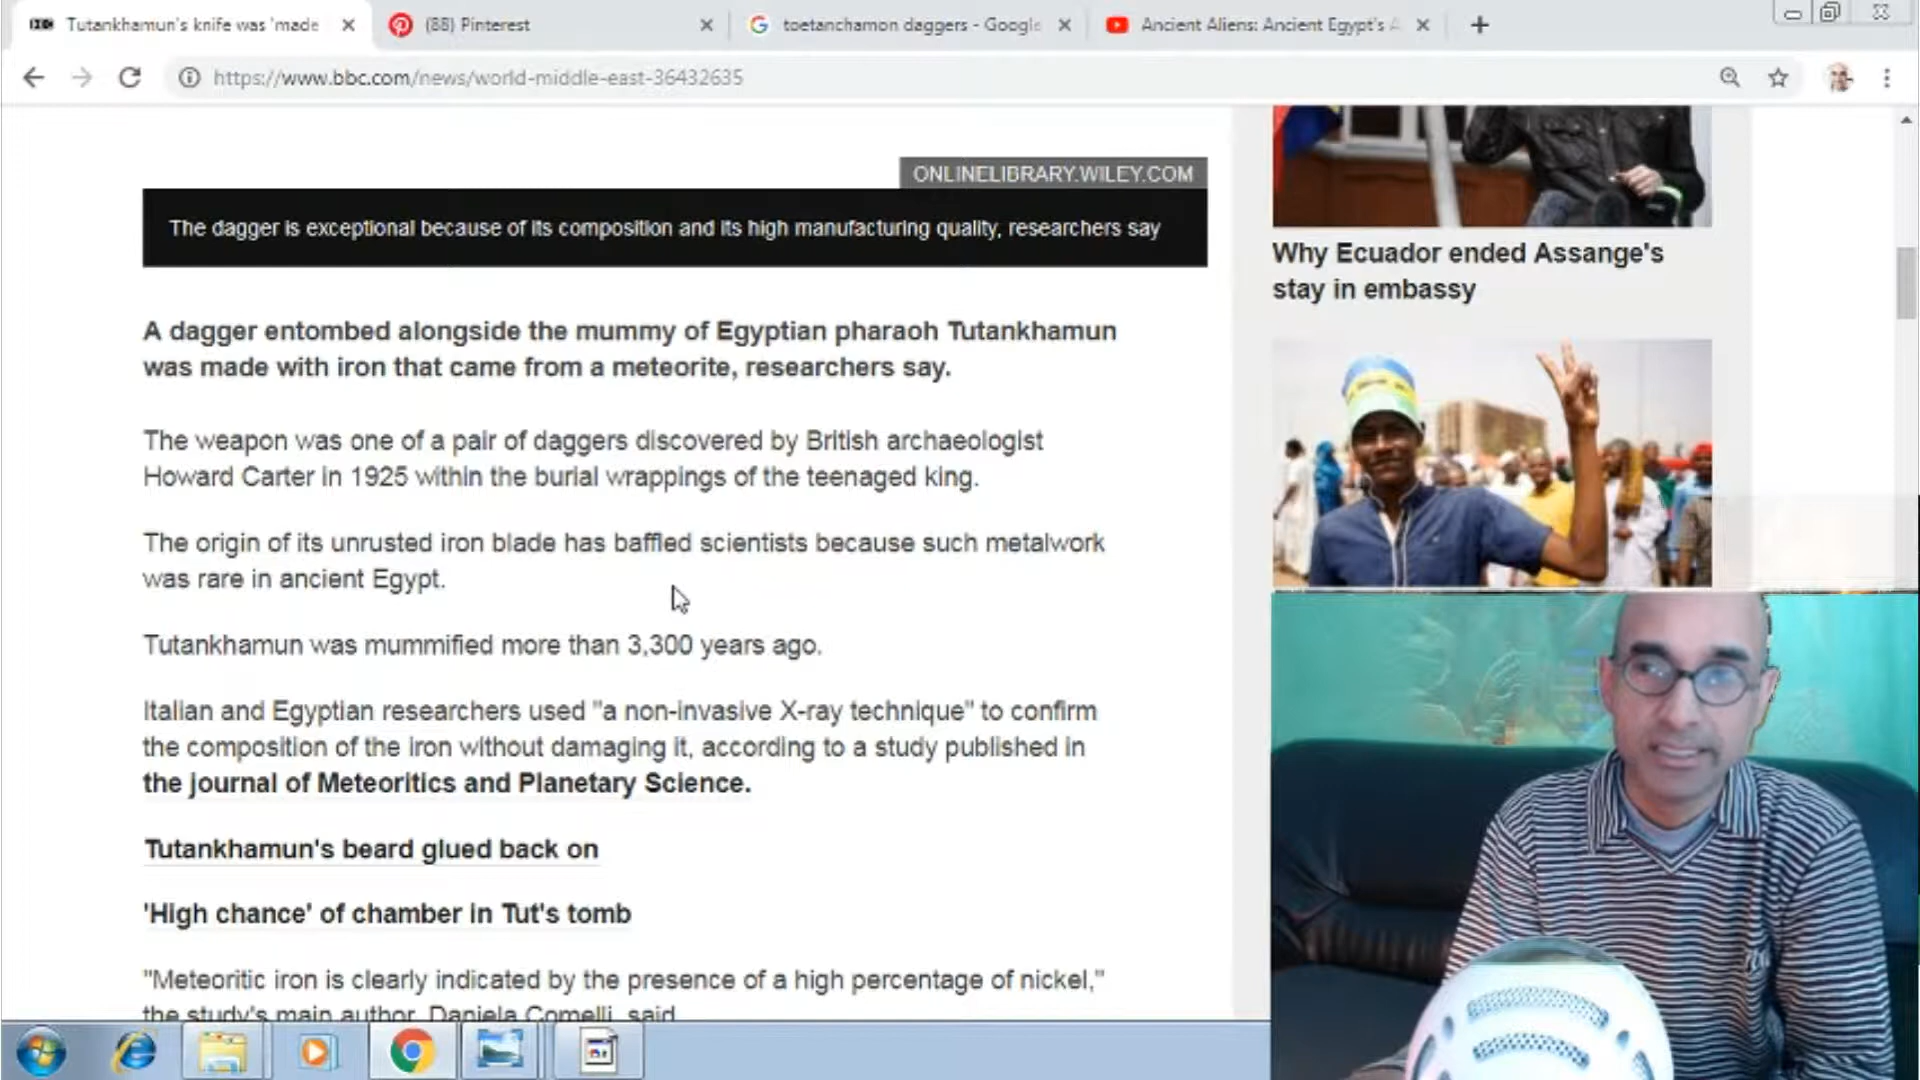 Tutankhamun's knife was 'made
(88) Pinterest
toetanchamon daggers - Google
Ancient Aliens: Ancient Egypt's A
https://www.bbc.com/news/world-middle-east-36432635
ONLINELIBRARY.WILEY.COM
The dagger is exceptional because of its composition and its high manufacturing quality, researchers say
A dagger entombed alongside the mummy of Egyptian pharaoh Tutankhamun
was made with iron that came from a meteorite, researchers say.
The weapon was one of a pair of daggers discovered by British archaeologist
Howard Carter in 1925 within the burial wrappings of the teenaged king.
The origin of its unrusted iron blade has baffled scientists because such metalwork
was rare in ancient Egypt.
Tutankhamun was mummified more than 3,300 years ago.
Italian and Egyptian researchers used "a non-invasive X-ray technique" to confirm
the composition of the iron without damaging it, according to a study published in
the journal of Meteoritics and Planetary Science.
Tutankhamun's beard glued back on
'High chance' of chamber in Tut's tomb
"Meteoritic iron is clearly indicated by the presence of a high percentage of nickel,"
the study's main author, Daniela Comelli, said
Why Ecuador ended Assange's
stay in embassy